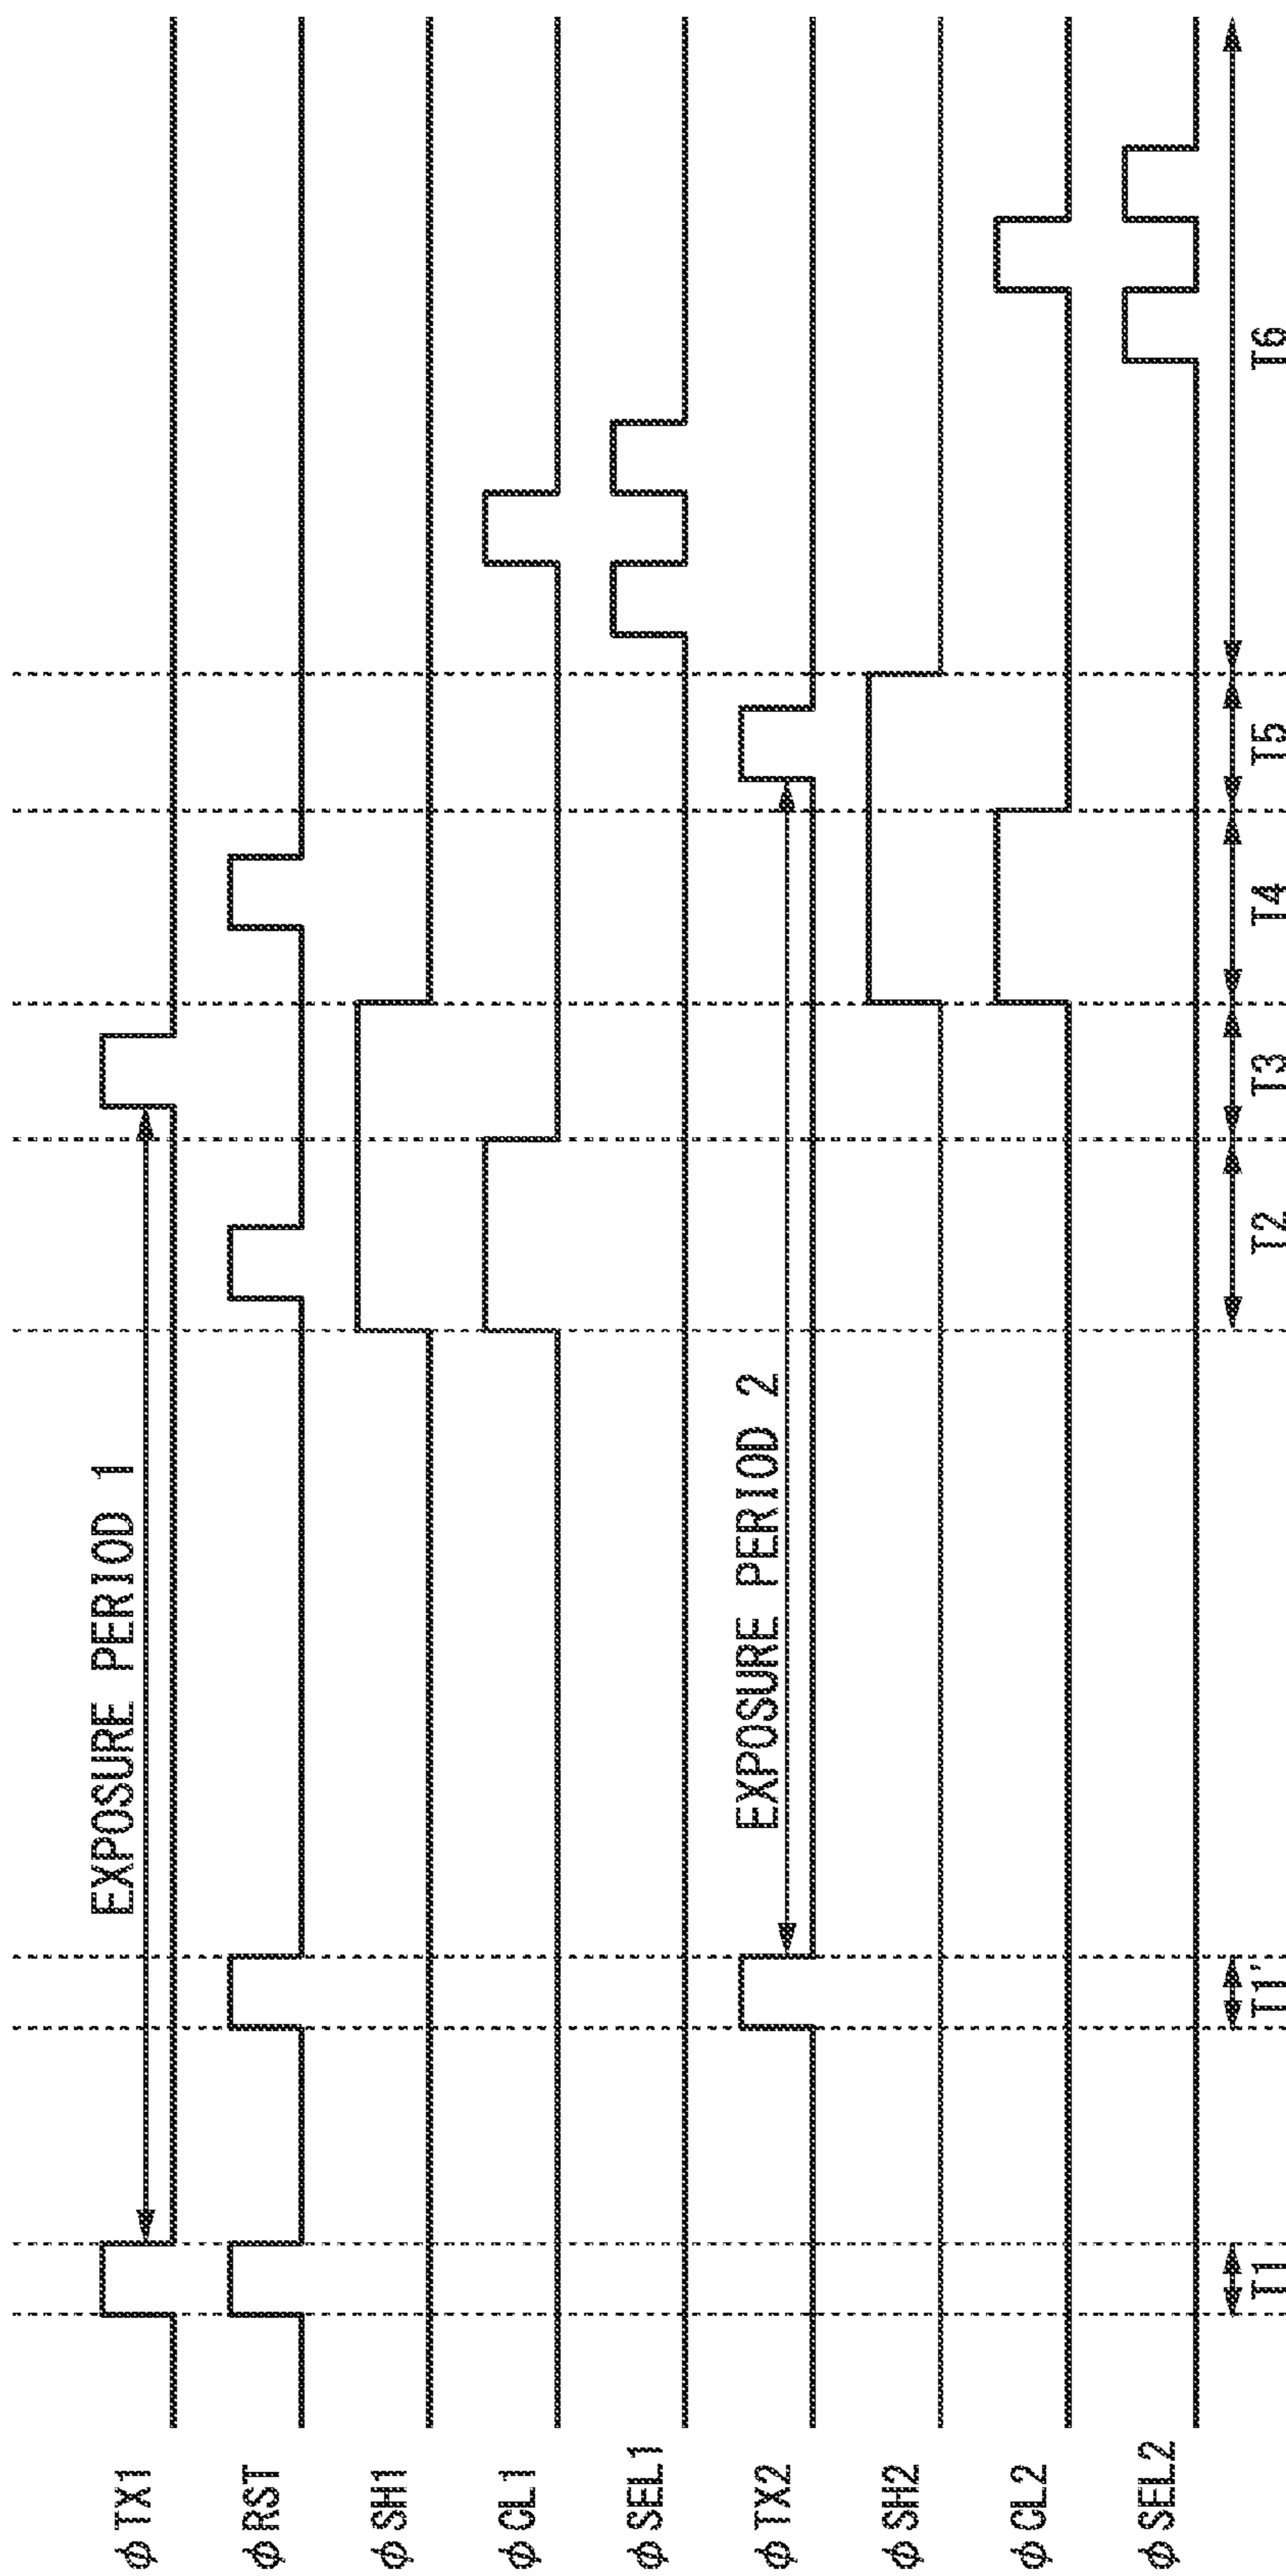 φTX1
EXPOSURE PERIOD 1
φRST
φSH1
φCL1
φSEL1
φTX2
EXPOSURE PERIOD 2
φSH2
φCL2
φSEL2
T1
T1'
T2
T3
T4
T5
T6